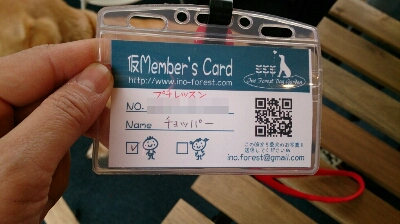 仮Member's Card
Ino Forest Dog Garden
http://www.ino-forest.com
プチレッスン
NO.
Name チョッパー
ino.forest@gmail.com